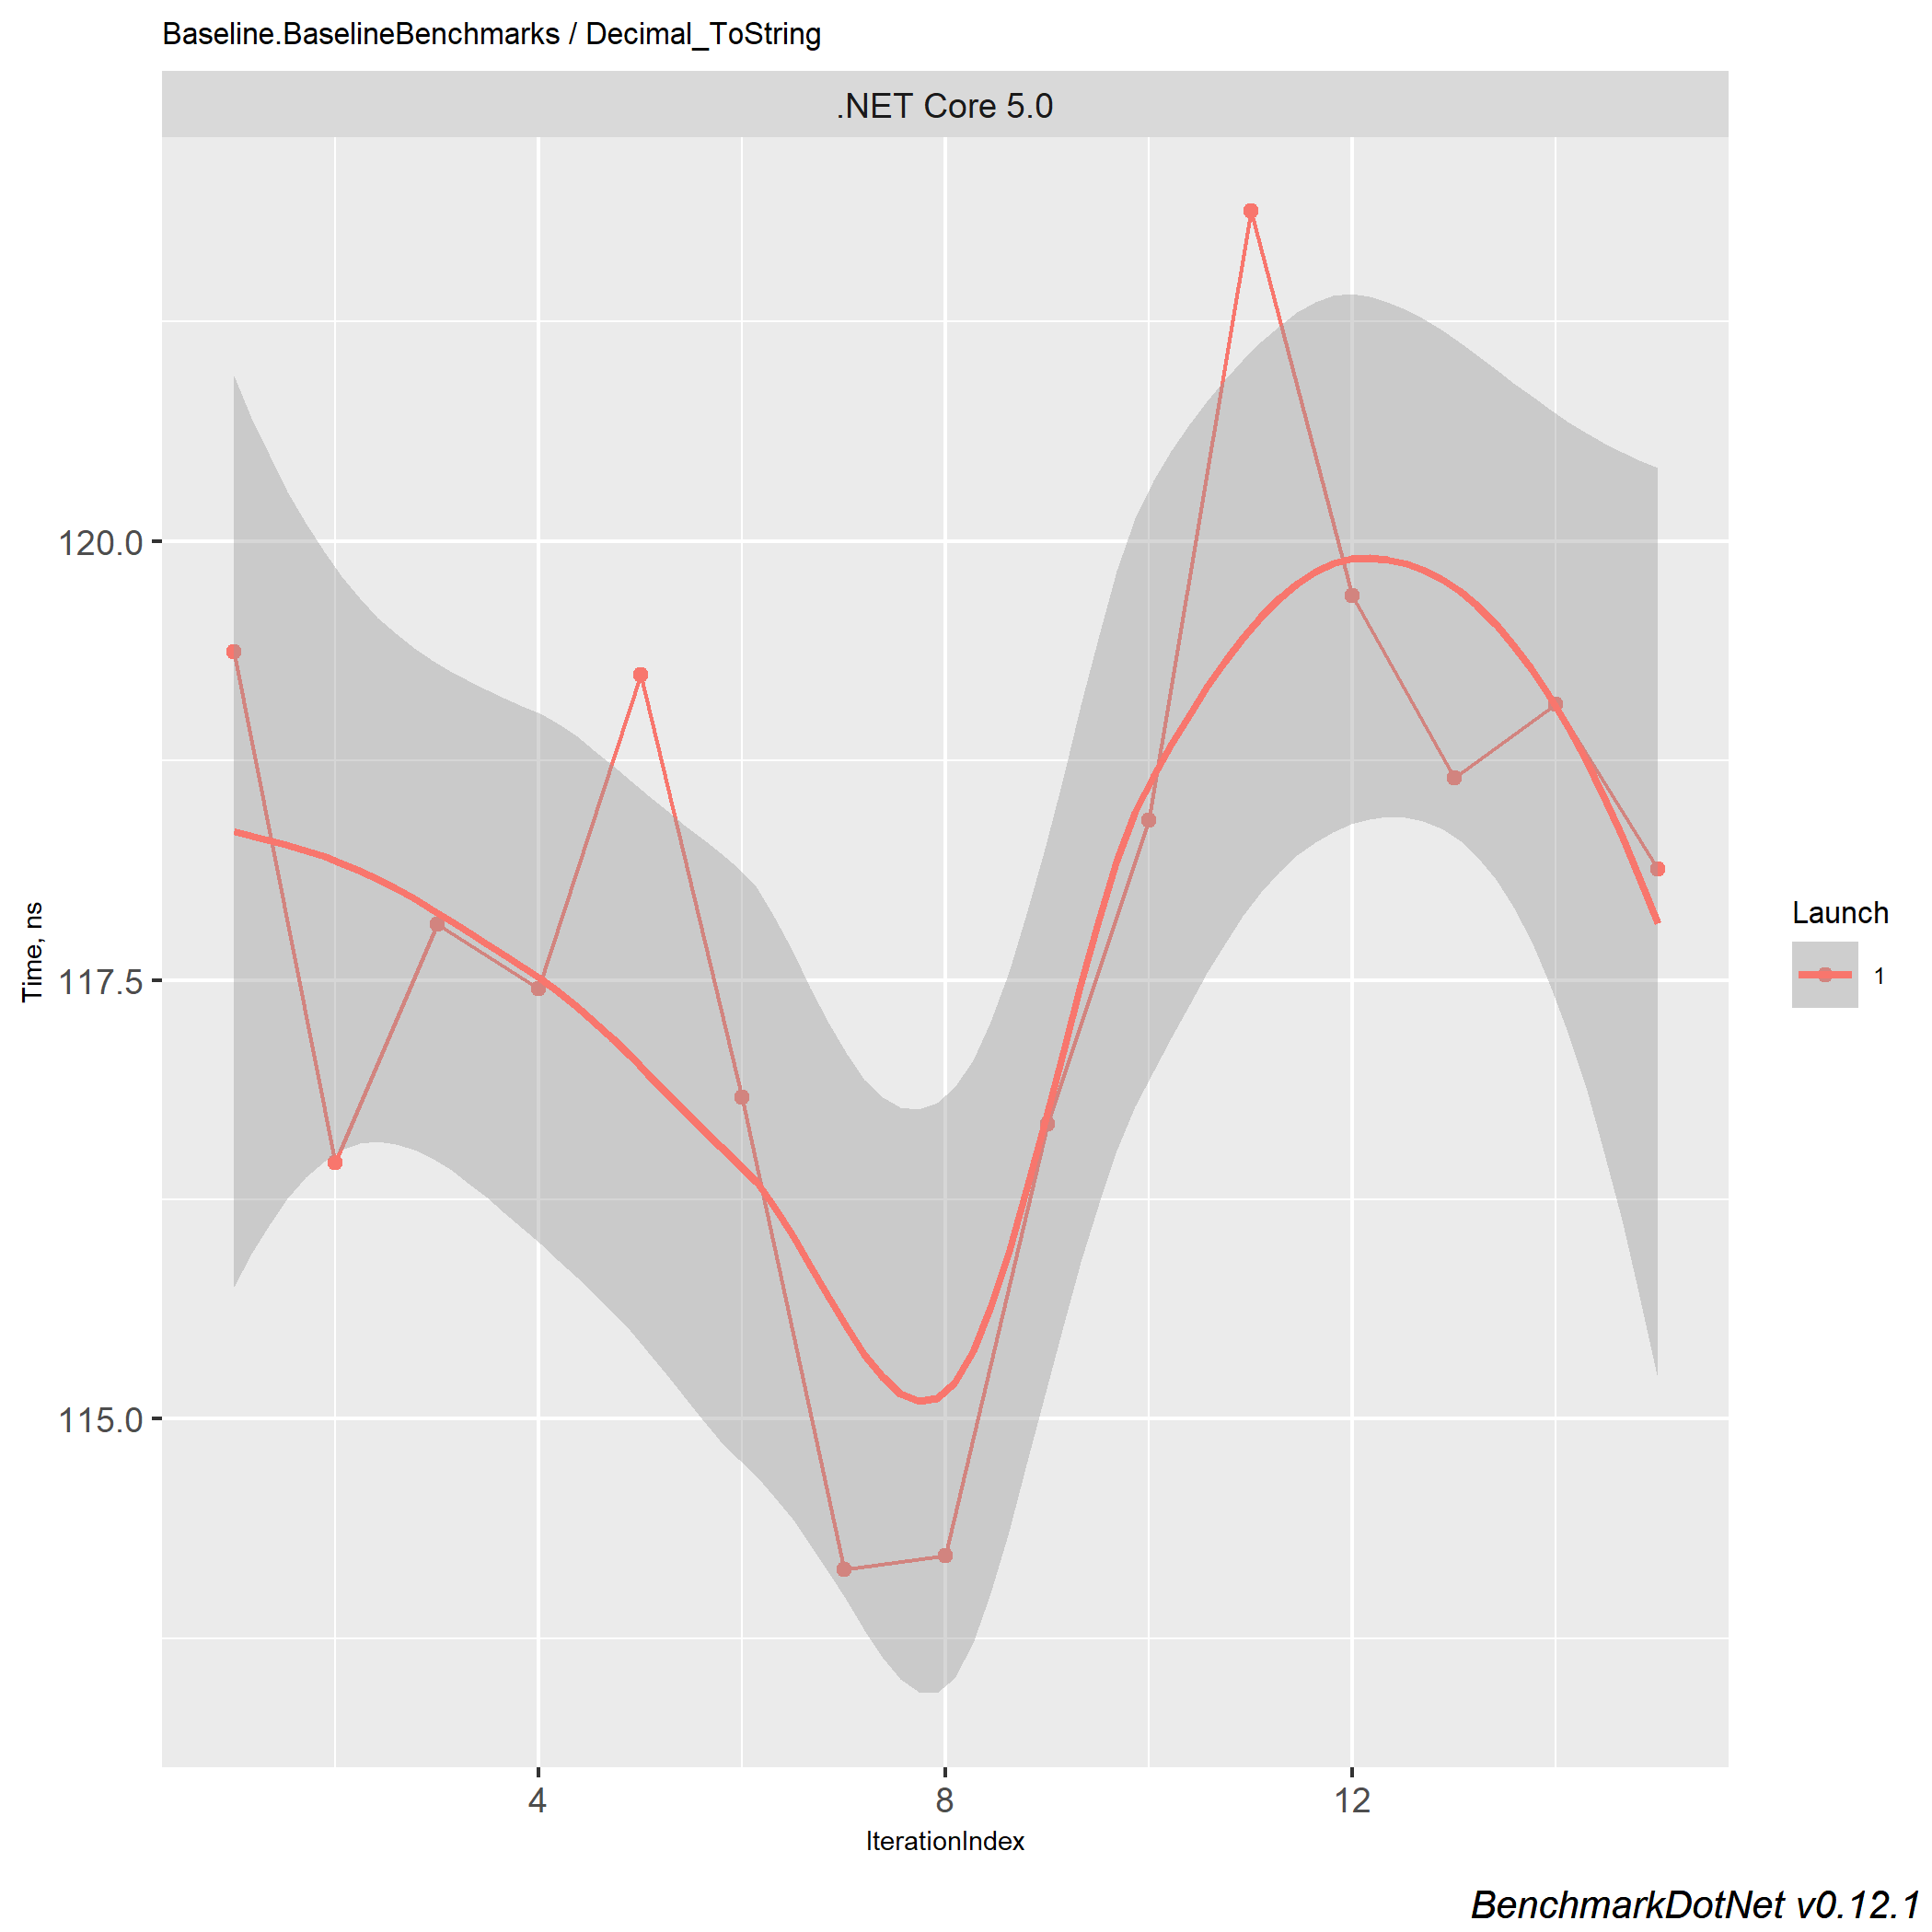 Baseline.BaselineBenchmarks / Decimal_ToString
.NET Core 5.0
120.0
117.5
115.0
Time, ns
4
8
12
IterationIndex
Launch
1
BenchmarkDotNet v0.12.1